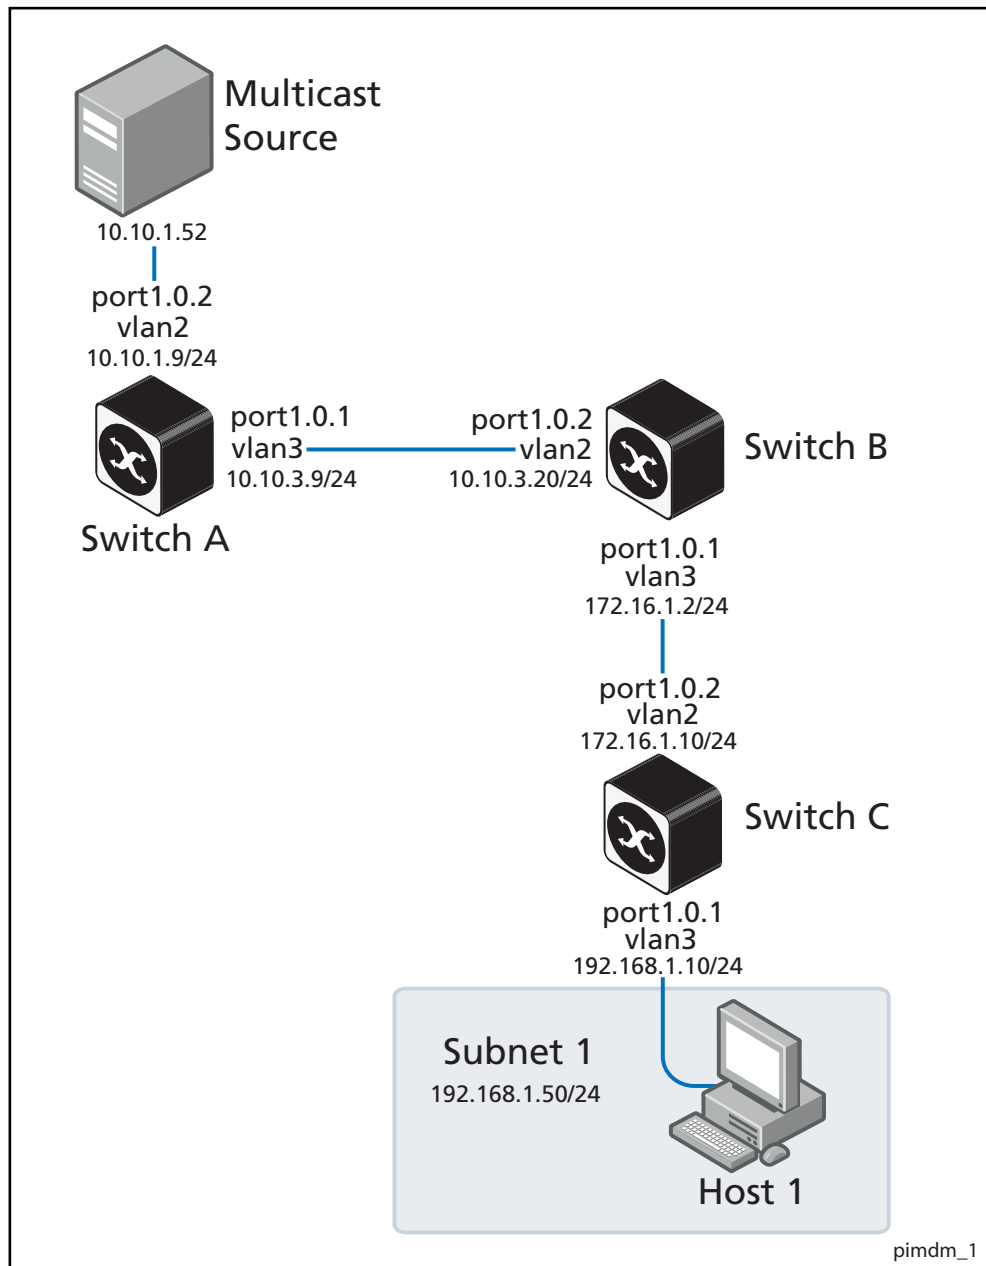 Multicast
Source
10.10.1.52
port1.0.2
vlan2
10.10.1.9/24
port1.0.1
vlan3
10.10.3.9/24
Switch A
port1.0.2
vlan2
10.10.3.20/24
Switch B
port1.0.1
vlan3
172.16.1.2/24
port1.0.2
vlan2
172.16.1.10/24
Switch C
port1.0.1
vlan3
192.168.1.10/24
Subnet 1
192.168.1.50/24
Host 1
pimdm_1